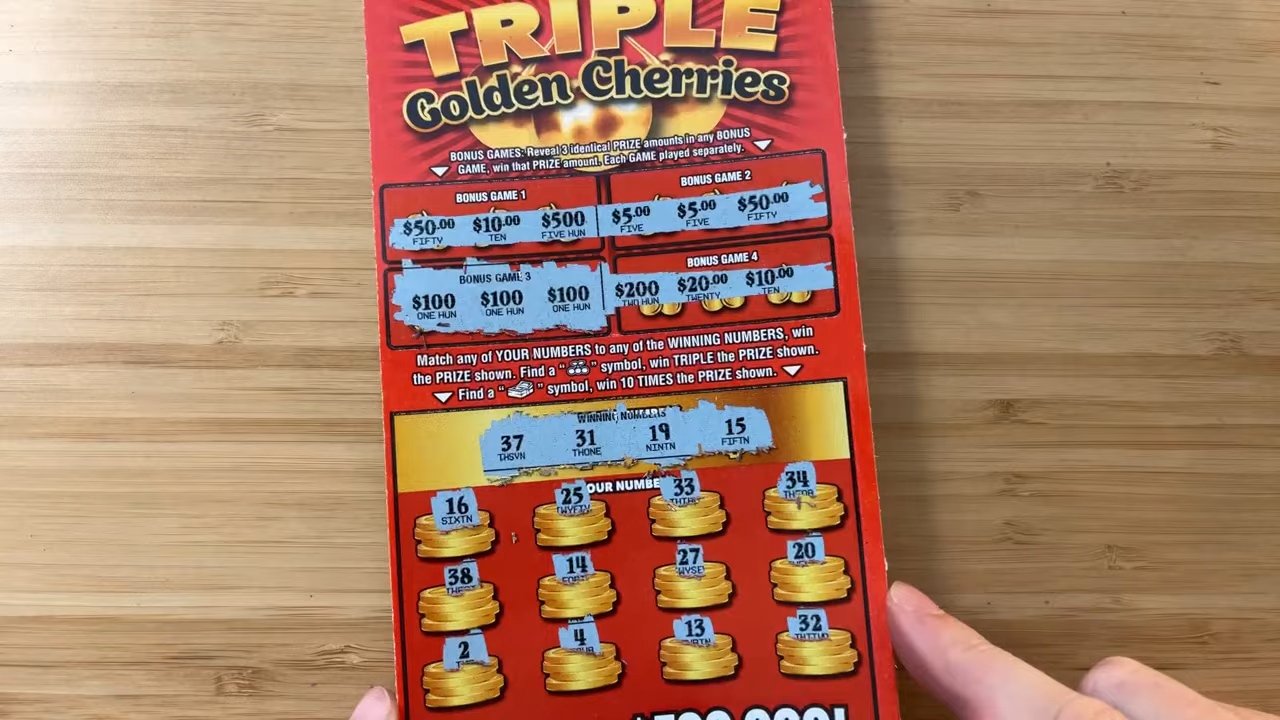 TRIPLE
Golden Cherries
BONUS GAMES: Reveal 3 identical PRIZE amounts in any BONUS
GAME, win that PRIZE amount. Each GAME played separately.
BONUS GAME 1
$50.00 $10.00 $500
FIFTY TEN FIVE HUN
BONUS GAME 2
$5.00 $5.00 $50.00
FIVE FIVE FIFTY
BONUS GAME 3
$100 $100 $100
ONE HUN ONE HUN ONE HUN
BONUS GAME 4
$200 $20.00 $10.00
TWO HUN TWENTY TEN
Match any of YOUR NUMBERS to any of the WINNING NUMBERS, win
the PRIZE shown. Find a " " symbol, win TRIPLE the PRIZE shown.
Find a " " symbol, win 10 TIMES the PRIZE shown.
WINNING NUMBERS
37 31 19 15
THSVN THONE NINTN FIFTN
YOUR NUMBE
16 25 33 34
SIXTN TWYFIV
38 14 27 20
2 4 13 32